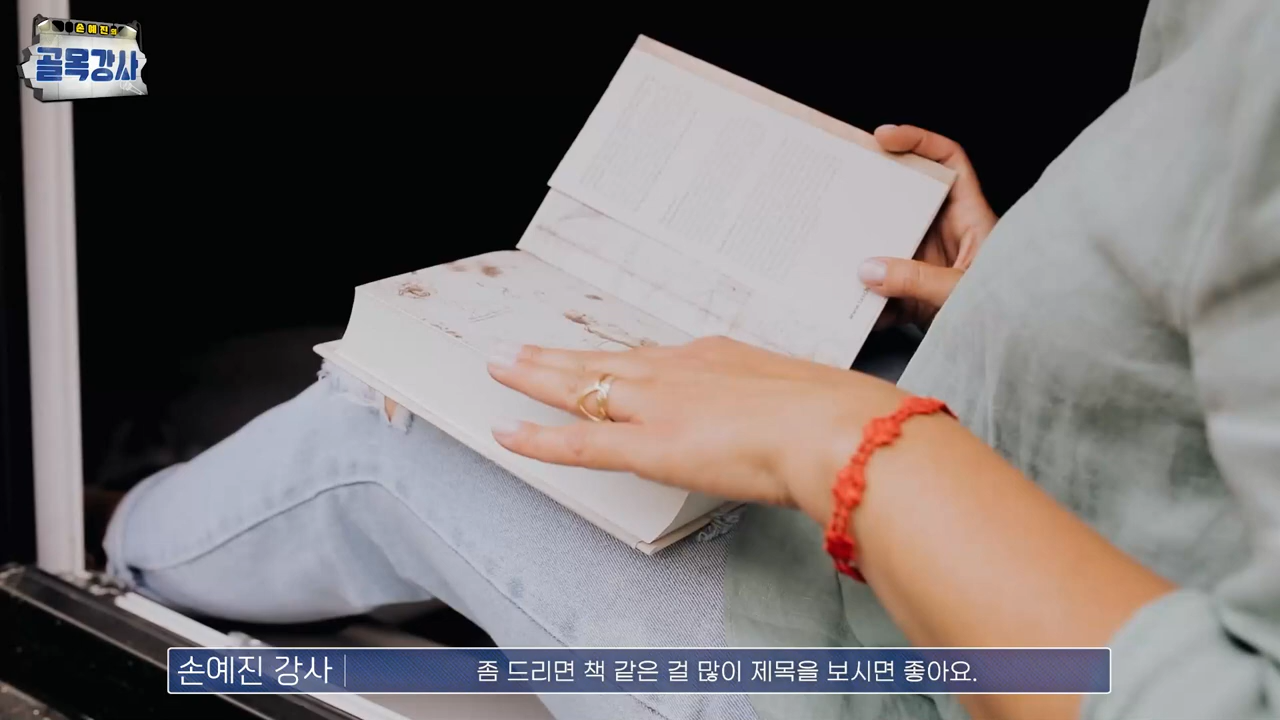 손예진의
골목강사
손예진 강사
좀 드리면 책 같은 걸 많이 제목을 보시면 좋아요.